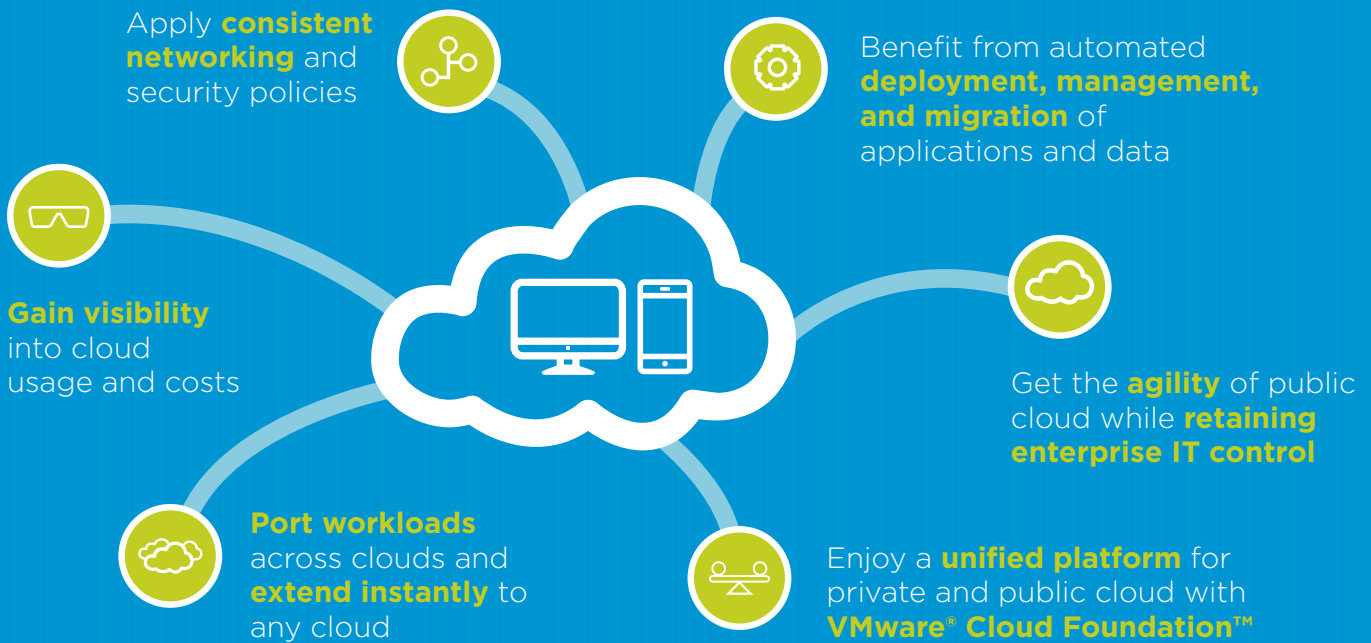 Apply consistent
networking and
security policies
Benefit from automated
deployment, management,
and migration of
applications and data
Gain visibility
into cloud
usage and costs
Get the agility of public
cloud while retaining
enterprise IT control
Port workloads
across clouds and
extend instantly to
any cloud
Enjoy a unified platform for
private and public cloud with
VMware® Cloud Foundation™